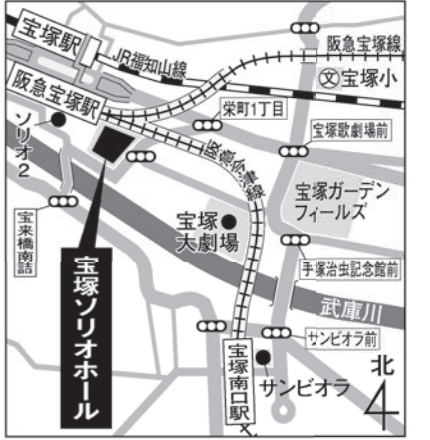 宝塚駅
JR福知山線
阪急宝塚線
文宝塚小
阪急宝塚駅
栄町1丁目
宝塚歌劇場前
ソリオ2
阪急今津線
宝塚ガーデン
フィールズ
宝塚
大劇場
宝来橋南詰
手塚治虫記念館前
宝塚ソリオホール
武庫川
サンビオラ前
宝塚南口駅
サンビオラ
北